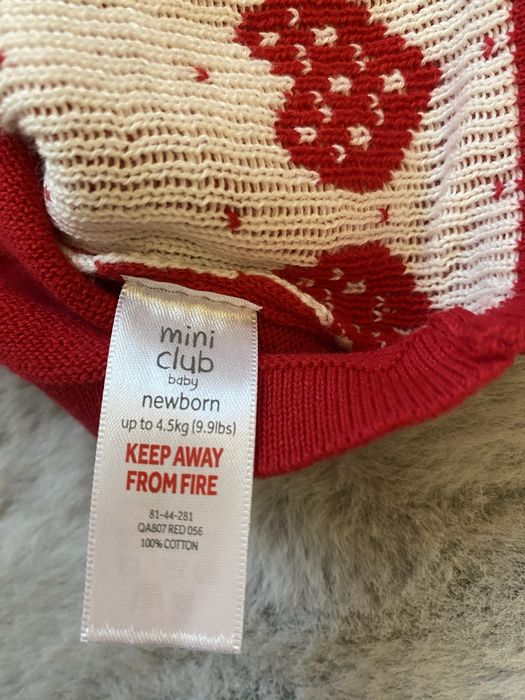 mini
club
baby
newborn
up to 4.5kg (9.9lbs)
KEEP AWAY
FROM FIRE
81-44-281
QA807 RED 056
100% COTTON